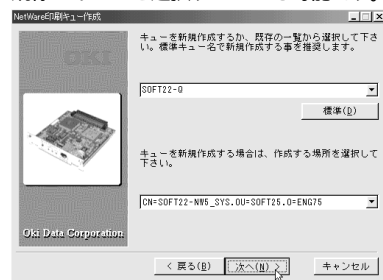 NetWare印刷キュー作成
キューを新規作成するか、既存の一覧から選択して下さ
い。標準キュー名で新規作成する事を推奨します。
OKI
SOFT22-Q
標準(D)
キューを新規作成する場合は、作成する場所を選択して
下さい。
CN=SOFT22-NW5_SYS.OU=SOFT25.O=ENG75
Oki Data Corporation
< 戻る(B)
次へ(N) >
キャンセル